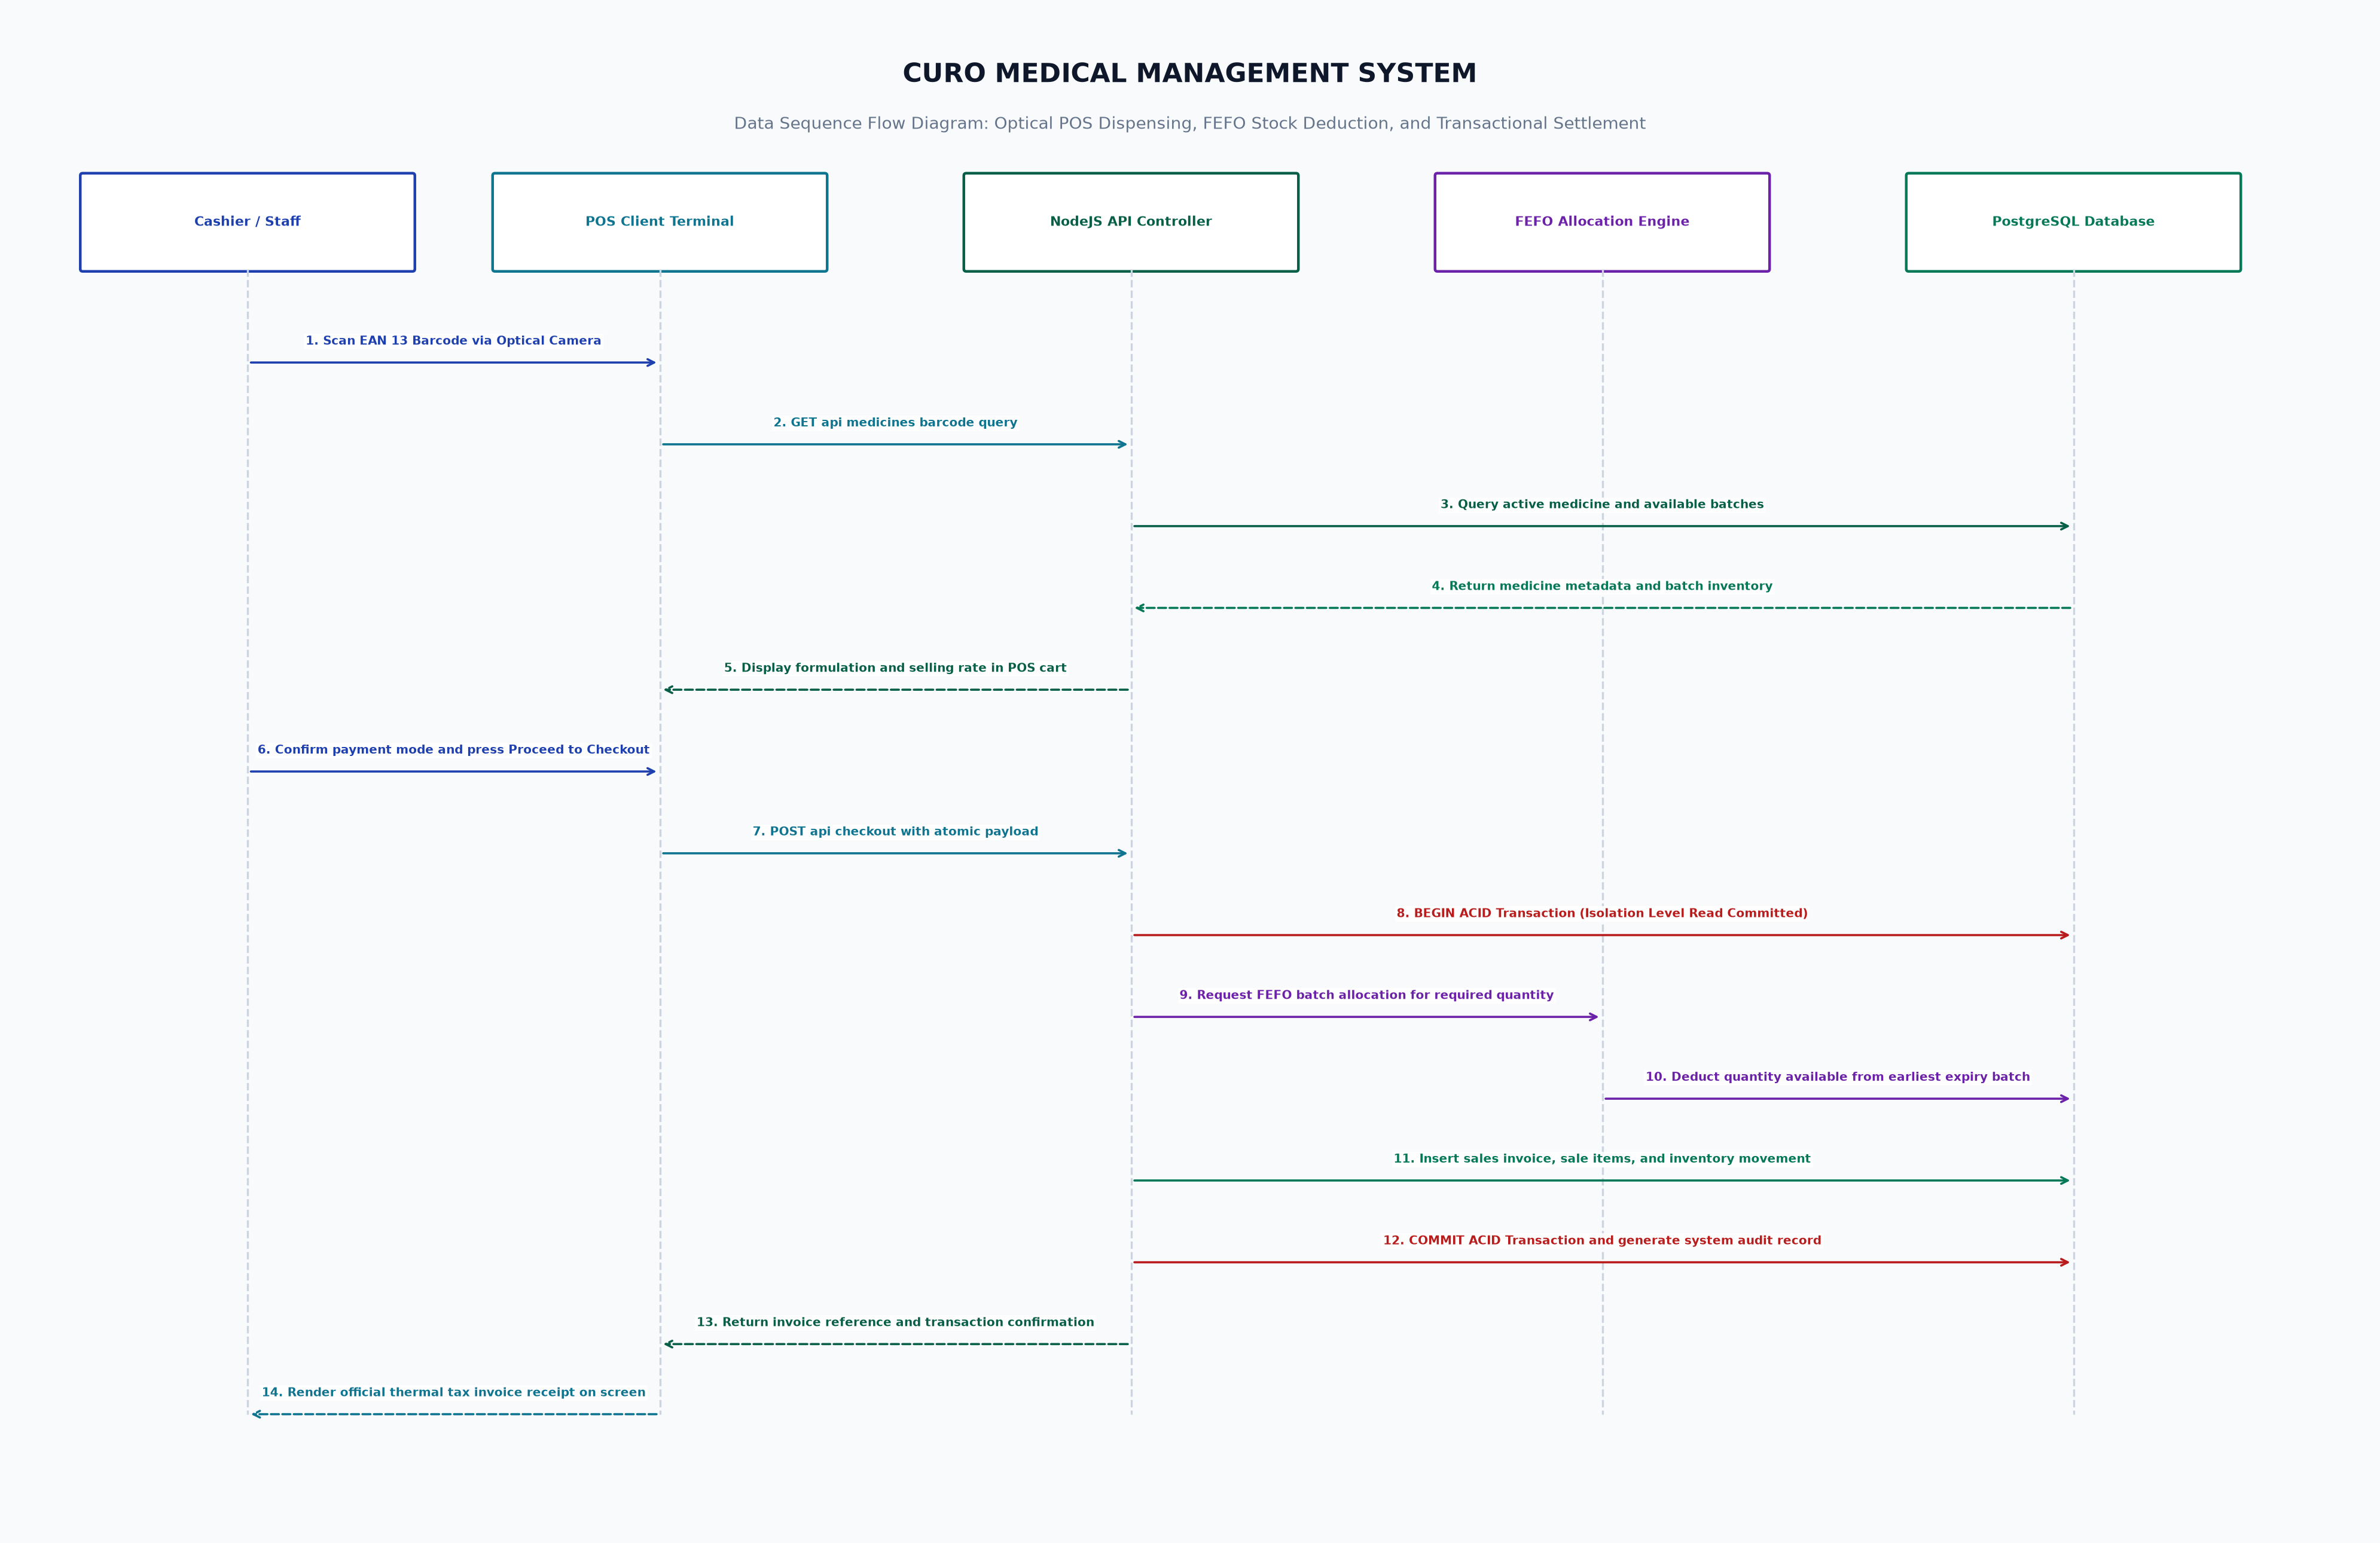 CURO MEDICAL MANAGEMENT SYSTEM
Data Sequence Flow Diagram: Optical POS Dispensing, FEFO Stock Deduction, and Transactional Settlement
Cashier / Staff
POS Client Terminal
NodeJS API Controller
FEFO Allocation Engine
PostgreSQL Database
1. Scan EAN 13 Barcode via Optical Camera
2. GET api medicines barcode query
3. Query active medicine and available batches
4. Return medicine metadata and batch inventory
5. Display formulation and selling rate in POS cart
6. Confirm payment mode and press Proceed to Checkout
7. POST api checkout with atomic payload
8. BEGIN ACID Transaction (Isolation Level Read Committed)
9. Request FEFO batch allocation for required quantity
10. Deduct quantity available from earliest expiry batch
11. Insert sales invoice, sale items, and inventory movement
12. COMMIT ACID Transaction and generate system audit record
13. Return invoice reference and transaction confirmation
14. Render official thermal tax invoice receipt on screen